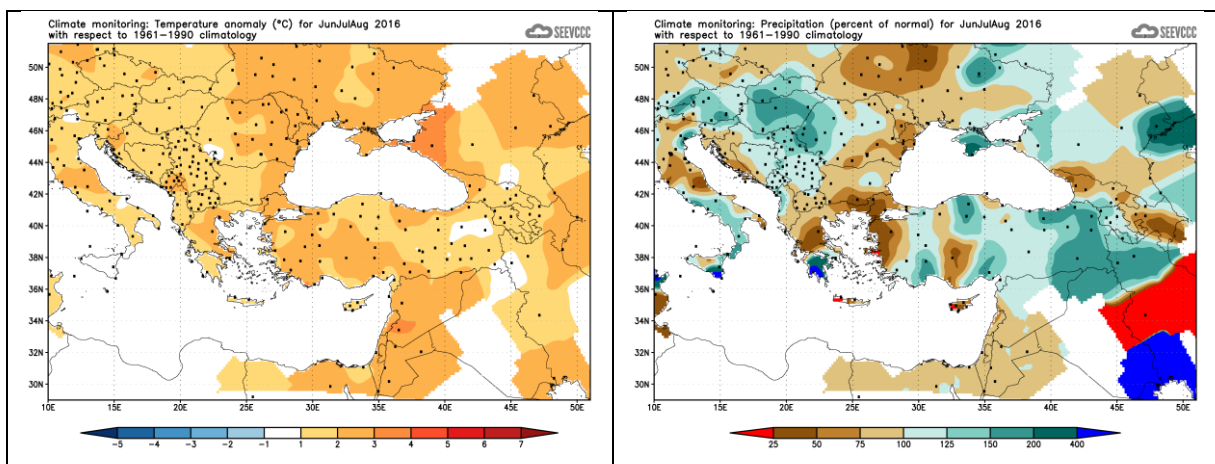 Climate monitoring: Temperature anomaly (°C) for JunJulAug 2016
with respect to 1961−1990 climatology
SEEVCCC
50N
48N
46N
44N
42N
40N
38N
36N
34N
32N
30N
10E 15E 20E 25E 30E 35E 40E 45E 50E
−5 −4 −3 −2 −1 1 2 3 4 5 6 7
Climate monitoring: Precipitation (percent of normal) for JunJulAug 2016
with respect to 1961−1990 climatology
SEEVCCC
50N
48N
46N
44N
42N
40N
38N
36N
34N
32N
30N
10E 15E 20E 25E 30E 35E 40E 45E 50E
25 50 75 100 125 150 200 400